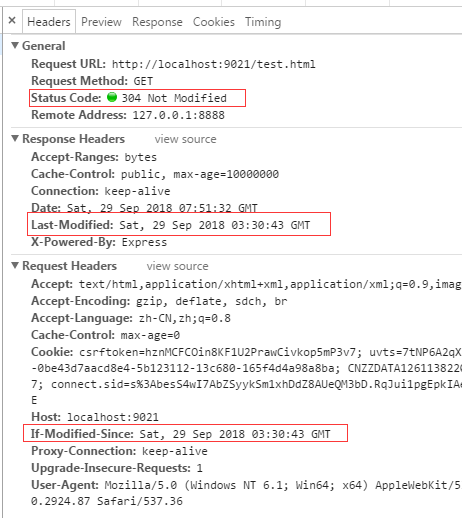 × Headers Preview Response Cookies Timing
▼ General
Request URL: http://localhost:9021/test.html
Request Method: GET
Status Code: 304 Not Modified
Remote Address: 127.0.0.1:8888
▼ Response Headers view source
Accept-Ranges: bytes
Cache-Control: public, max-age=10000000
Connection: keep-alive
Date: Sat, 29 Sep 2018 07:51:32 GMT
Last-Modified: Sat, 29 Sep 2018 03:30:43 GMT
X-Powered-By: Express
▼ Request Headers view source
Accept: text/html,application/xhtml+xml,application/xml;q=0.9,imag
Accept-Encoding: gzip, deflate, sdch, br
Accept-Language: zh-CN,zh;q=0.8
Cache-Control: max-age=0
Cookie: csrftoken=hznMCFCOin8KF1U2PrawCivkop5mP3v7; uvts=7tNP6A2qX
-0be43d7aacd8e4-5b123112-13c680-165f4d4a98a8ba; CNZZDATA126113822
7; connect.sid=s%3AbesS4wI7AbZSyykSm1xhDdZ8AUeQM3bD.RqJui1pgEpkIA
E
Host: localhost:9021
If-Modified-Since: Sat, 29 Sep 2018 03:30:43 GMT
Proxy-Connection: keep-alive
Upgrade-Insecure-Requests: 1
User-Agent: Mozilla/5.0 (Windows NT 6.1; Win64; x64) AppleWebKit/5
0.2924.87 Safari/537.36